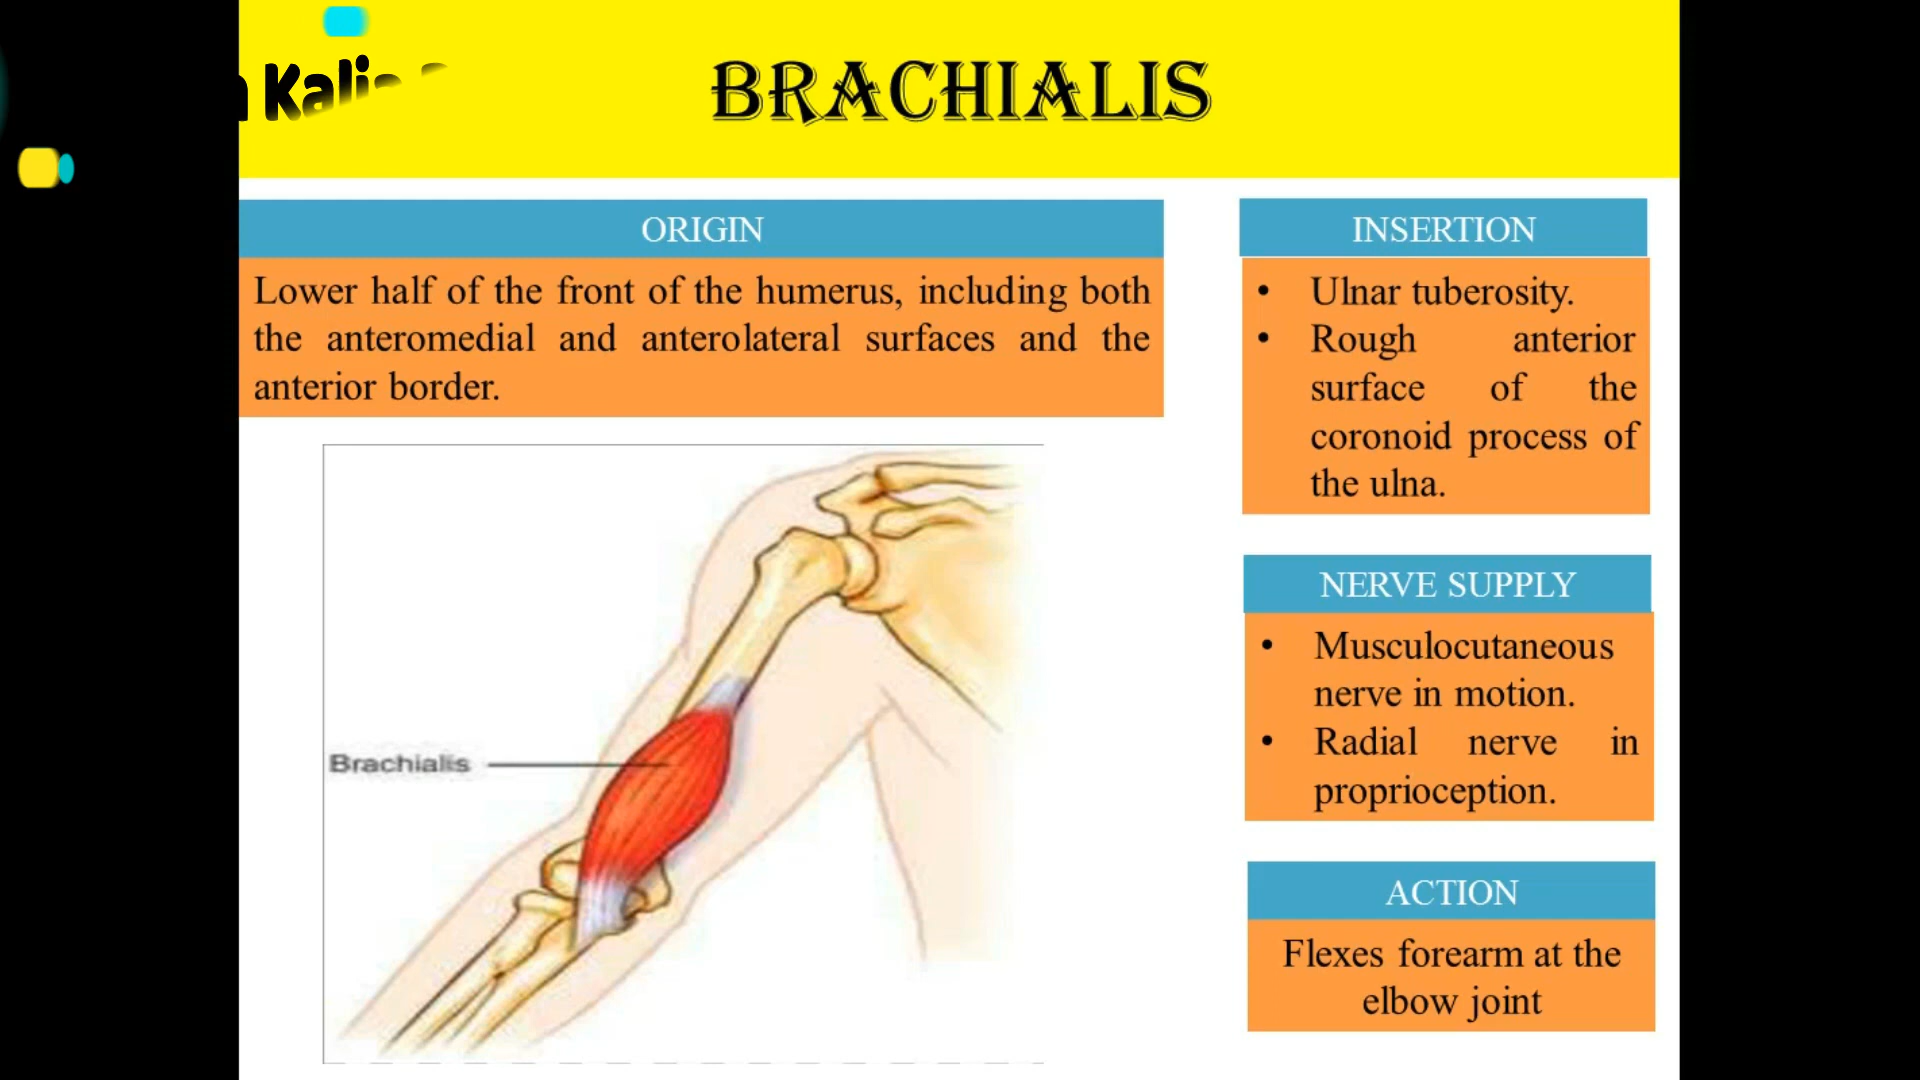 Kalia
BRACHIALIS
ORIGIN
Lower half of the front of the humerus, including both
the anteromedial and anterolateral surfaces and the
anterior border.
Brachialis
INSERTION
• Ulnar tuberosity.
• Rough anterior
surface of the
coronoid process of
the ulna.
NERVE SUPPLY
• Musculocutaneous
nerve in motion.
• Radial nerve in
proprioception.
ACTION
Flexes forearm at the
elbow joint